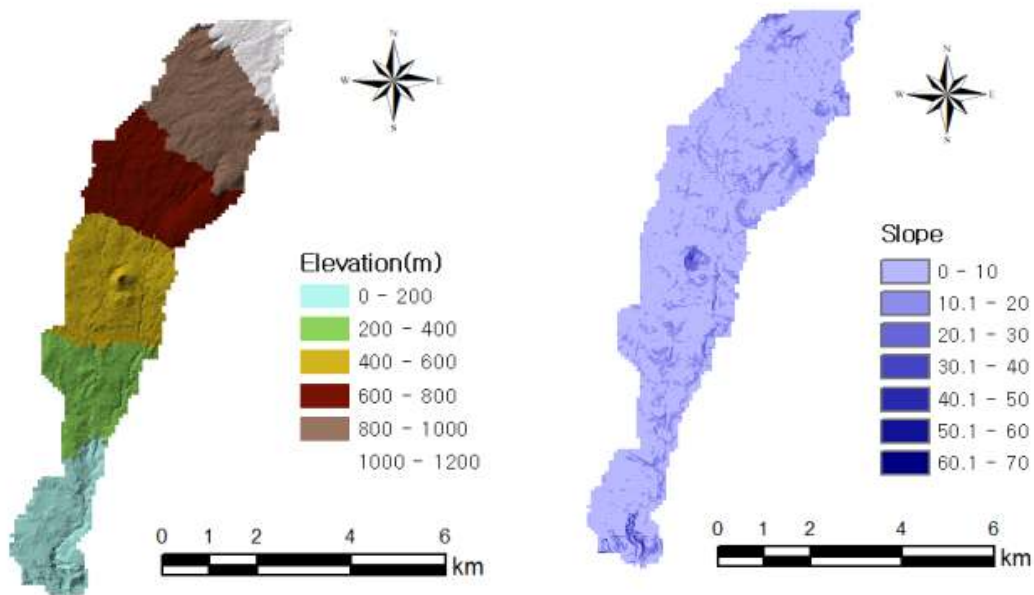 N
W E
S
Elevation(m)
0 - 200
200 - 400
400 - 600
600 - 800
800 - 1000
1000 - 1200
0 1 2 4 6
km
N
W E
N
Slope
0 - 10
10.1 - 20
20.1 - 30
30.1 - 40
40.1 - 50
50.1 - 60
60.1 - 70
0 1 2 4 6
km